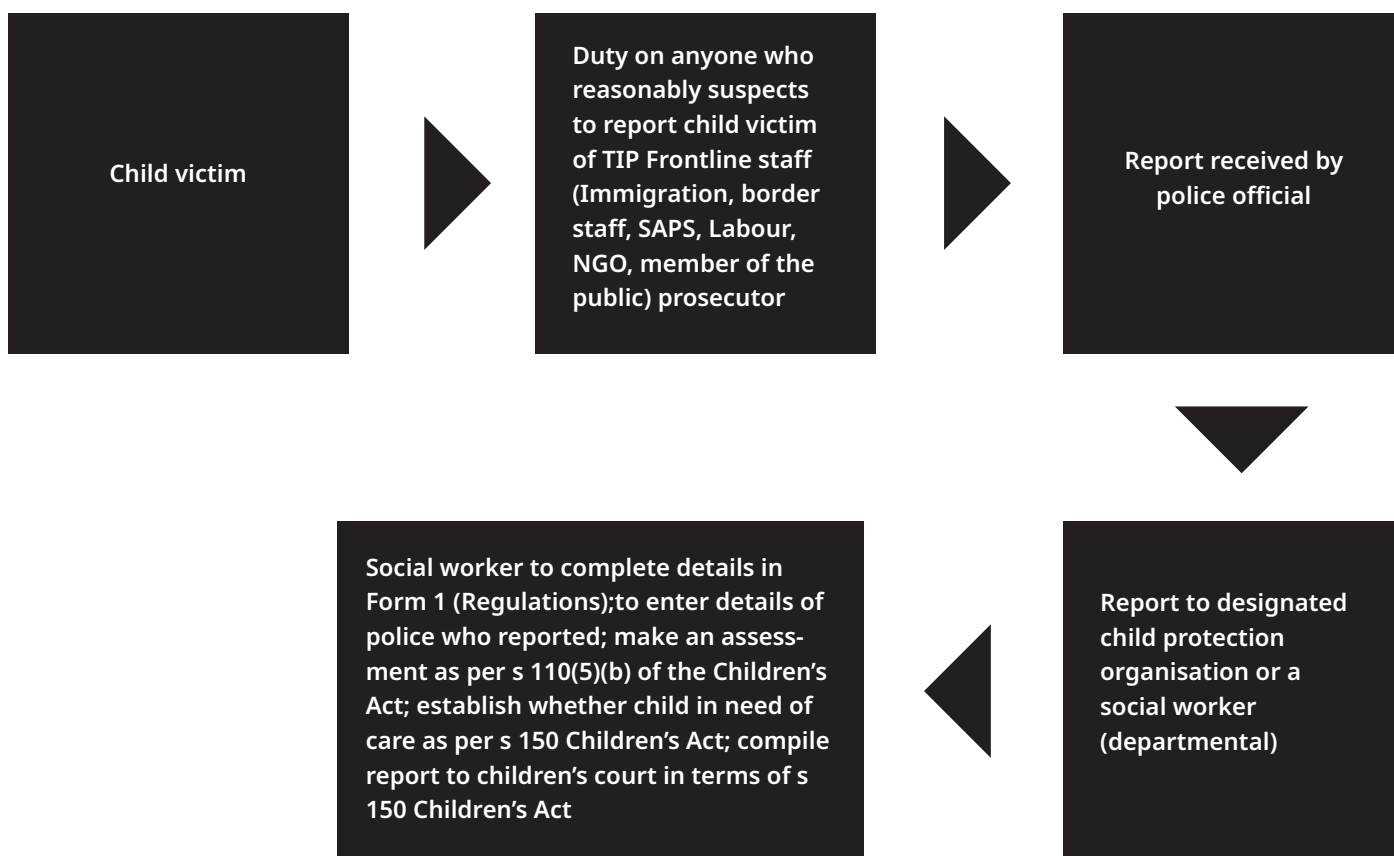 Child victim
Duty on anyone who
reasonably suspects
to report child victim
of TIP Frontline staff
(Immigration, border
staff, SAPS, Labour,
NGO, member of the
public) prosecutor
Report received by
police official
Report to designated
child protection
organisation or a
social worker
(departmental)
Social worker to complete details in
Form 1 (Regulations);to enter details of
police who reported; make an assess-
ment as per s 110(5)(b) of the Children’s
Act; establish whether child in need of
care as per s 150 Children’s Act; compile
report to children’s court in terms of s
150 Children’s Act